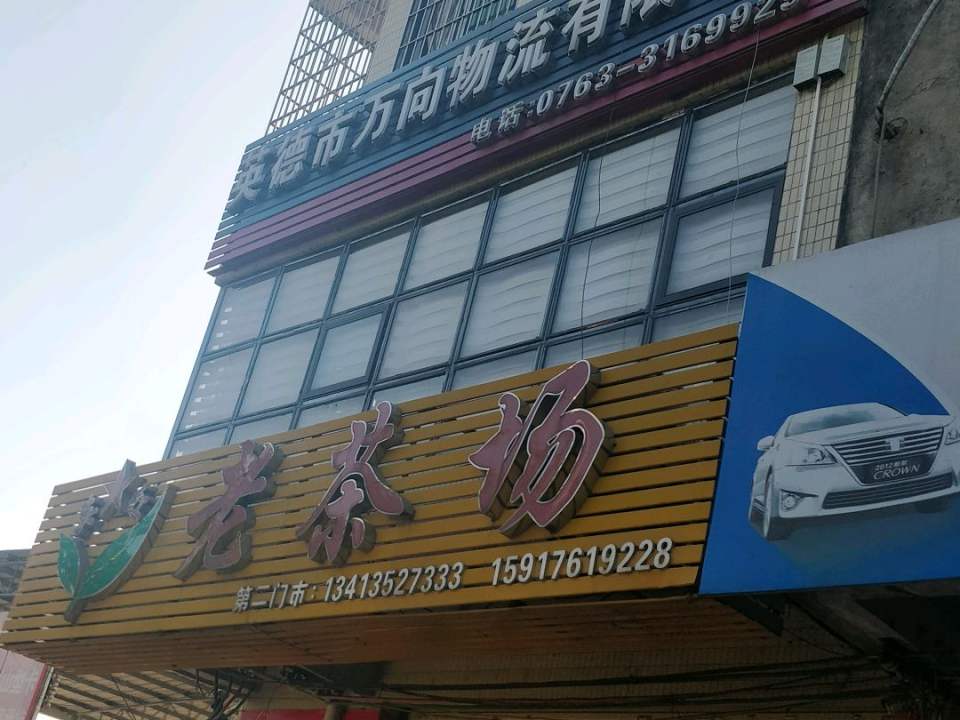 英德市万向物流有限
电话:0763-3169929
老茶场
第二门市:13413527333 15917619228
CROWN